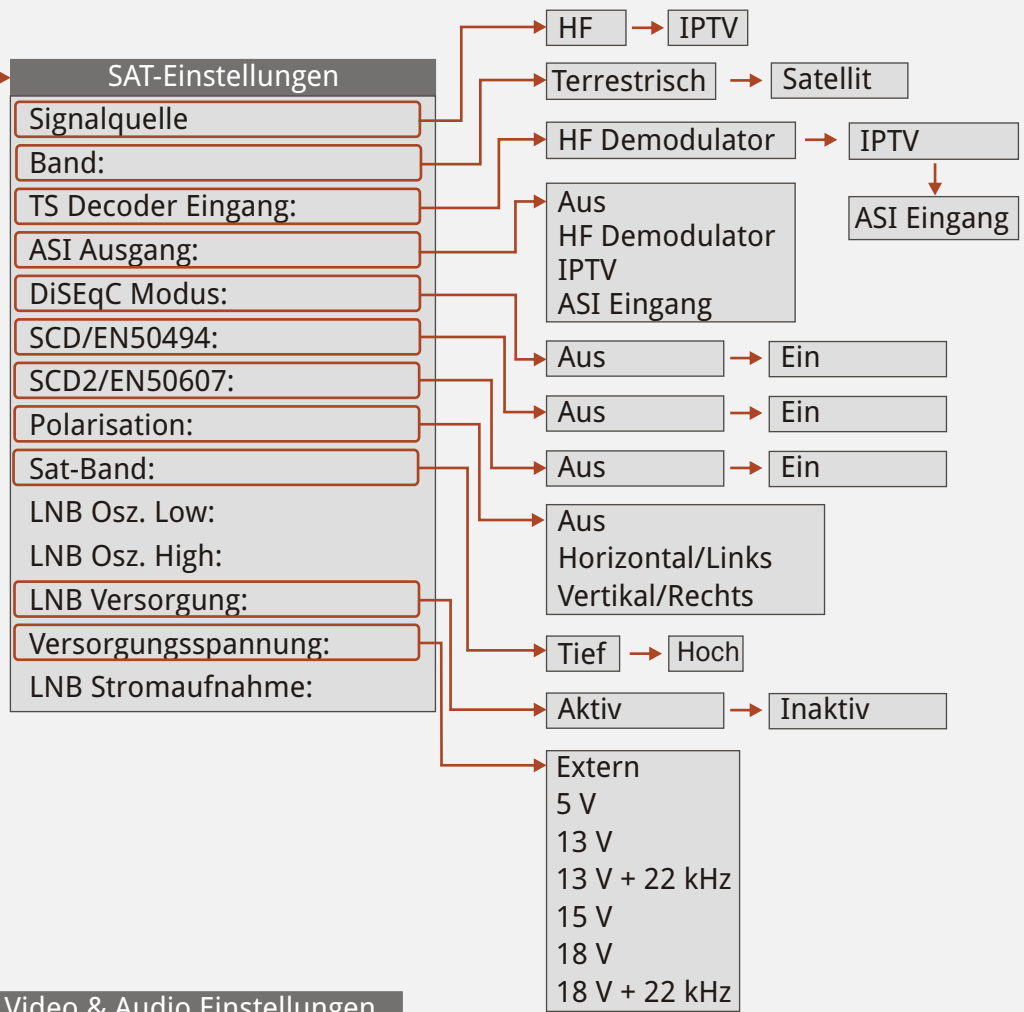 SAT-Einstellungen
Signalquelle
Band:
TS Decoder Eingang:
ASI Ausgang:
DiSEqC Modus:
SCD/EN50494:
SCD2/EN50607:
Polarisation:
Sat-Band:
LNB Osz. Low:
LNB Osz. High:
LNB Versorgung:
Versorgungsspannung:
LNB Stromaufnahme:
HF
IPTV
Terrestrisch
Satellit
HF Demodulator
IPTV
ASI Eingang
Aus
HF Demodulator
IPTV
ASI Eingang
Aus
Ein
Aus
Ein
Aus
Ein
Aus
Horizontal/Links
Vertikal/Rechts
Tief
Hoch
Aktiv
Inaktiv
Extern
5 V
13 V
13 V + 22 kHz
15 V
18 V
18 V + 22 kHz
Video & Audio Einstellungen